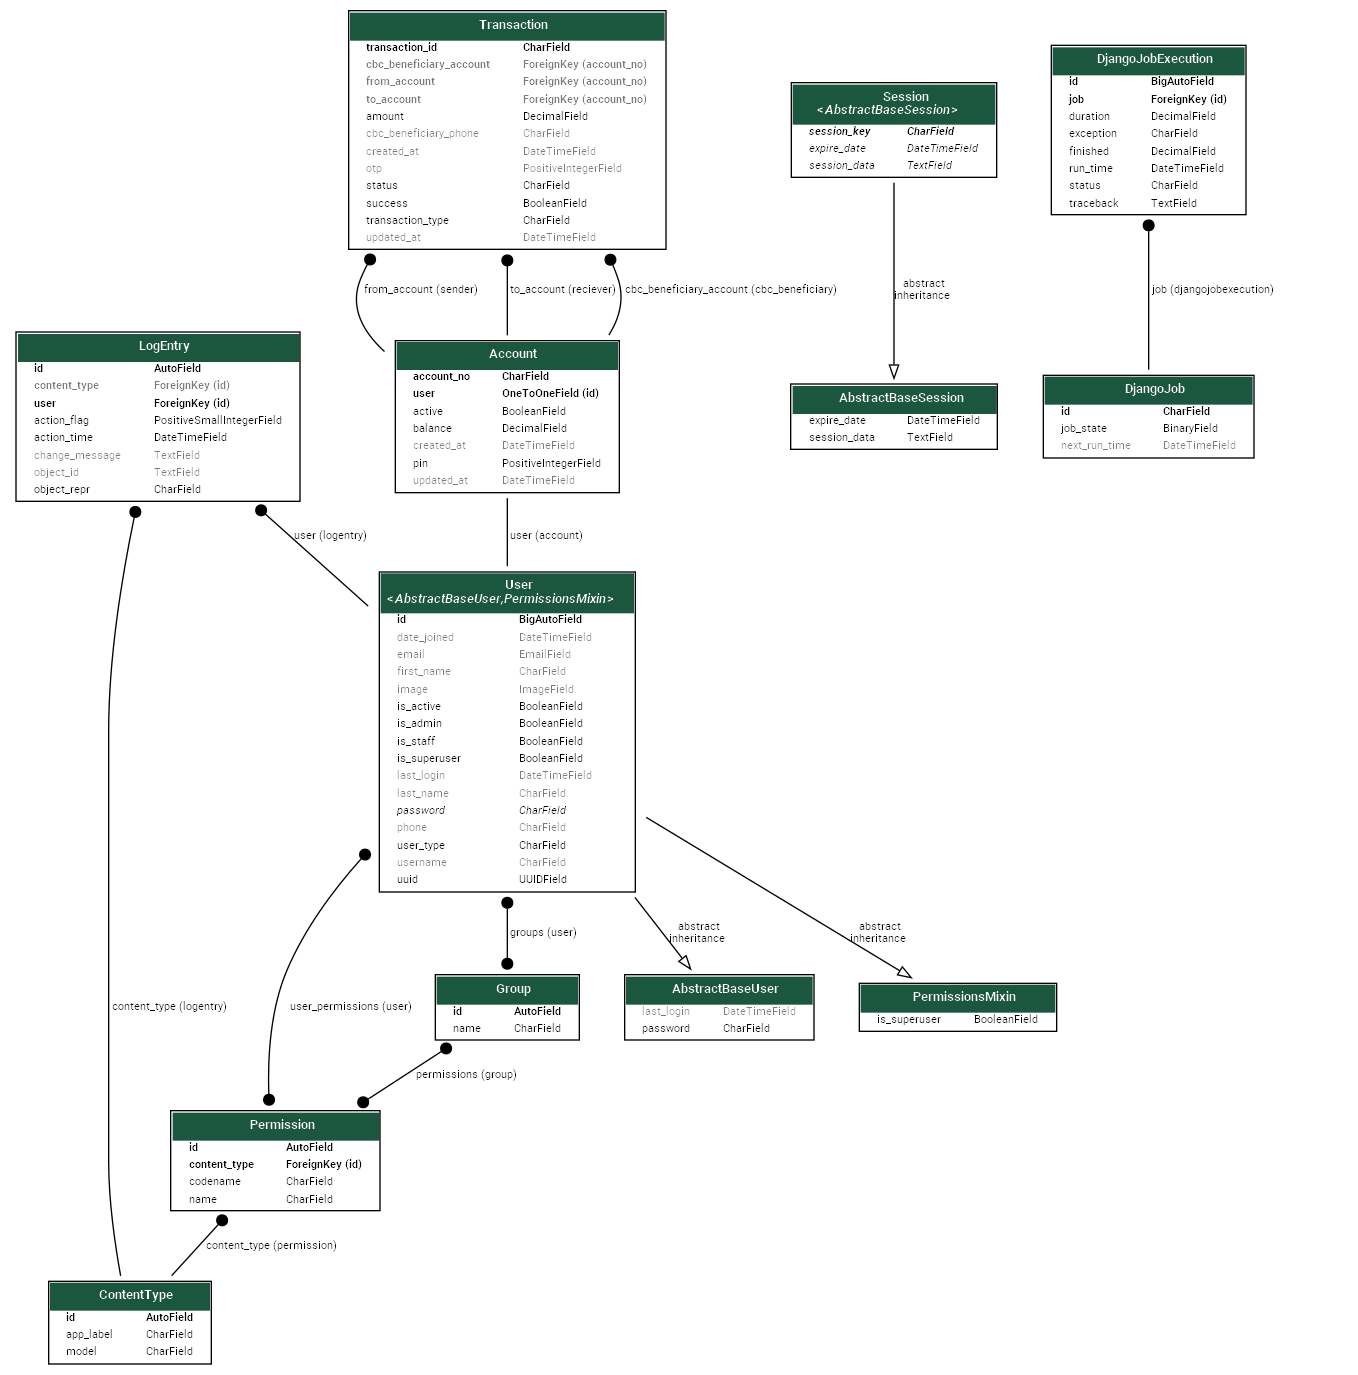 Transaction
transaction_id CharField
cbc_beneficiary_account ForeignKey (account_no)
from_account ForeignKey (account_no)
to_account ForeignKey (account_no)
amount DecimalField
cbc_beneficiary_phone CharField
created_at DateTimeField
otp PositiveIntegerField
status CharField
success BooleanField
transaction_type CharField
updated_at DateTimeField
Session
<AbstractBaseSession>
session_key CharField
expire_date DateTimeField
session_data TextField
DjangoJobExecution
id BigAutoField
job ForeignKey (id)
duration DecimalField
exception CharField
finished DecimalField
run_time DateTimeField
status CharField
traceback TextField
from_account (sender)
to_account (reciever)
cbc_beneficiary_account (cbc_beneficiary)
abstract
inheritance
job (djangojobexecution)
LogEntry
id AutoField
content_type ForeignKey (id)
user ForeignKey (id)
action_flag PositiveSmallIntegerField
action_time DateTimeField
change_message TextField
object_id TextField
object_repr CharField
Account
account_no CharField
user OneToOneField (id)
active BooleanField
balance DecimalField
created_at DateTimeField
pin PositiveIntegerField
updated_at DateTimeField
AbstractBaseSession
expire_date DateTimeField
session_data TextField
DjangoJob
id CharField
job_state BinaryField
next_run_time DateTimeField
user (logentry)
user (account)
User
<AbstractBaseUser,PermissionsMixin>
id BigAutoField
date_joined DateTimeField
email EmailField
first_name CharField
image ImageField
is_active BooleanField
is_admin BooleanField
is_staff BooleanField
is_superuser BooleanField
last_login DateTimeField
last_name CharField
password CharField
phone CharField
user_type CharField
username CharField
uuid UUIDField
groups (user)
abstract
inheritance
abstract
inheritance
content_type (logentry)
user_permissions (user)
Group
id AutoField
name CharField
AbstractBaseUser
last_login DateTimeField
password CharField
PermissionsMixin
is_superuser BooleanField
permissions (group)
Permission
id AutoField
content_type ForeignKey (id)
codename CharField
name CharField
content_type (permission)
ContentType
id AutoField
app_label CharField
model CharField